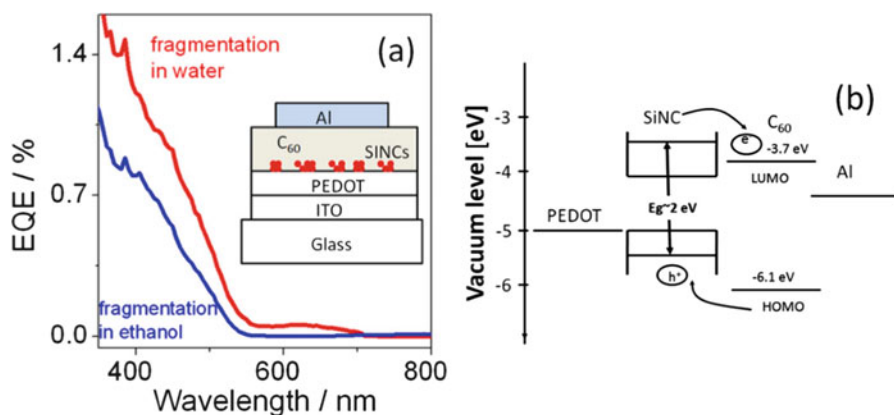 (a)
fragmentation
in water
fragmentation
in ethanol
EQE / %
1.4
0.7
0.0
400
600
800
Wavelength / nm
Al
C60
SINCs
PEDOT
ITO
Glass
(b)
Vacuum level [eV]
-3
-4
-5
-6
PEDOT
SiNC
Eg~2 eV
h+
e-
C60
-3.7 eV
LUMO
Al
-6.1 eV
HOMO